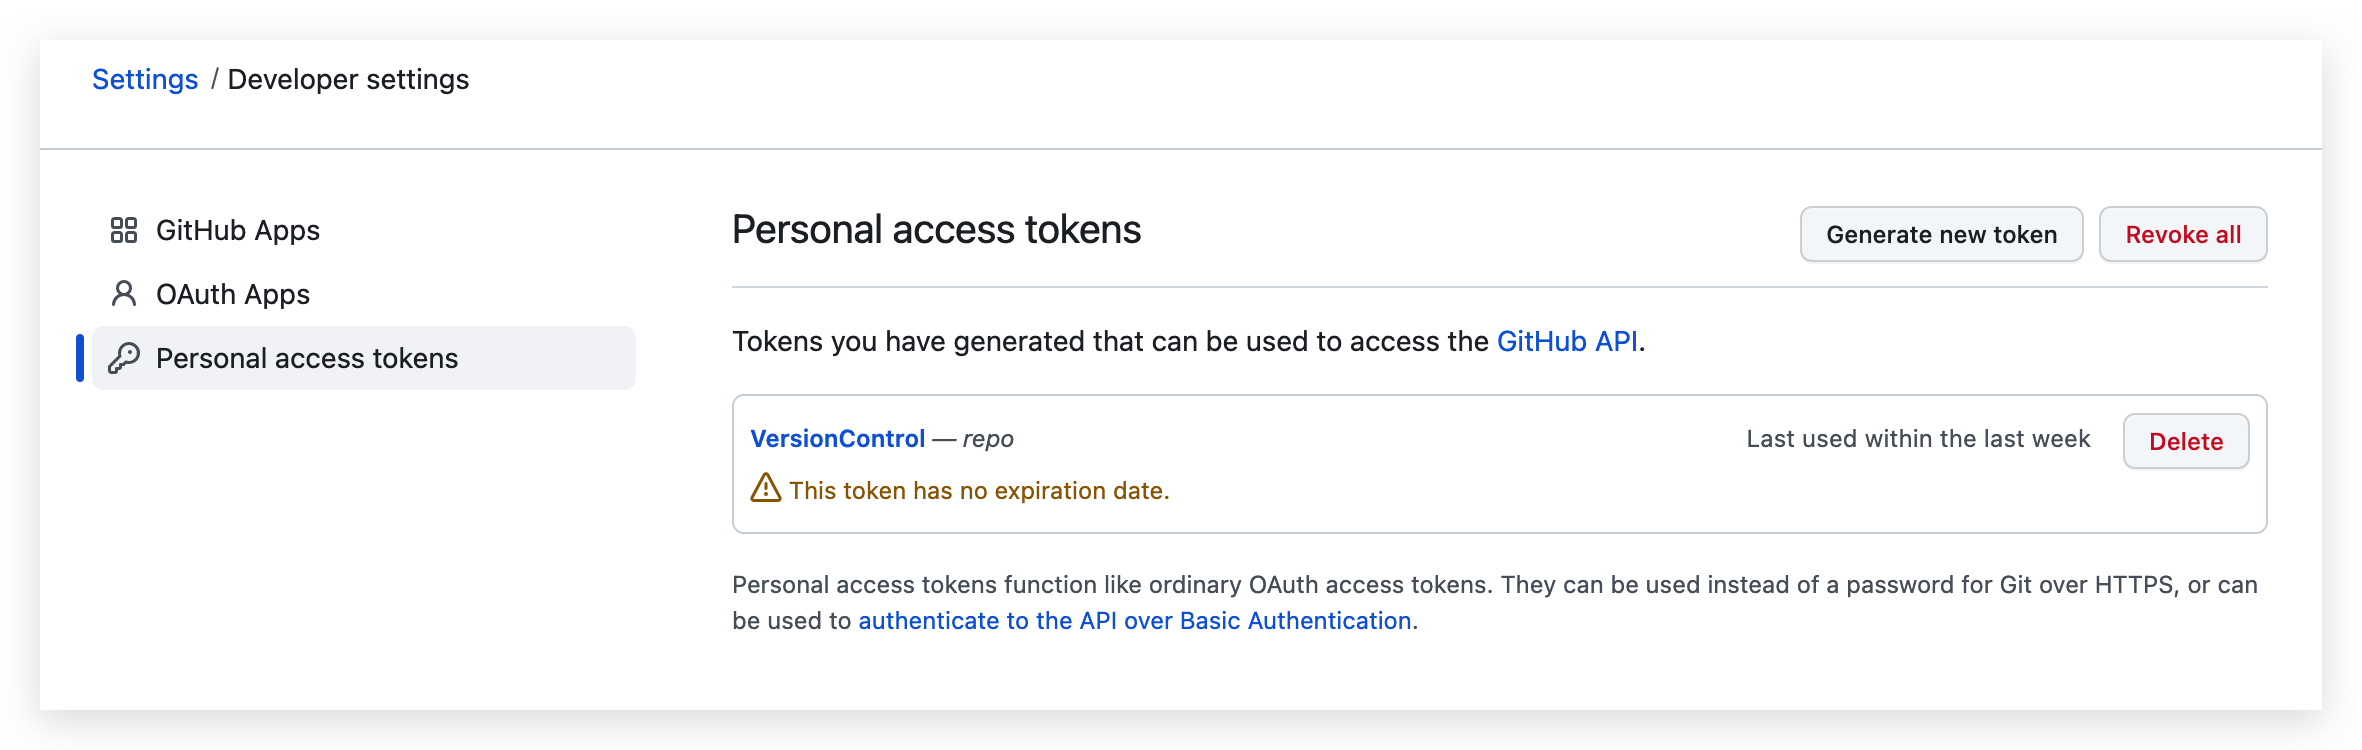 Settings / Developer settings
GitHub Apps
OAuth Apps
Personal access tokens
Personal access tokens
Generate new token
Revoke all
Tokens you have generated that can be used to access the GitHub API.
VersionControl — repo
Last used within the last week
Delete
This token has no expiration date.
Personal access tokens function like ordinary OAuth access tokens. They can be used instead of a password for Git over HTTPS, or can
be used to authenticate to the API over Basic Authentication.